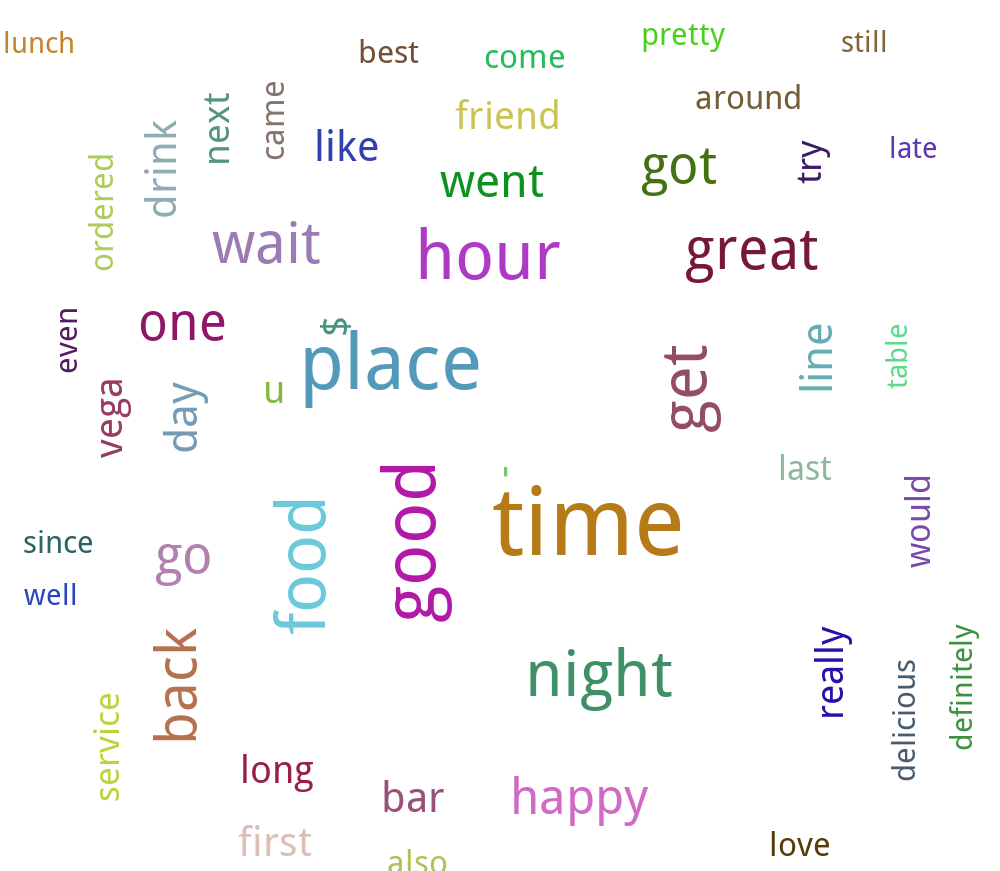 lunch
best
come
pretty
still
next
came
friend
around
drink
like
went
got
try
late
ordered
wait
hour
great
even
one
$
place
get
line
table
vega
day
u
last
since
go
food
good
-
time
would
well
back
night
really
delicious
definitely
service
long
bar
happy
first
also
love